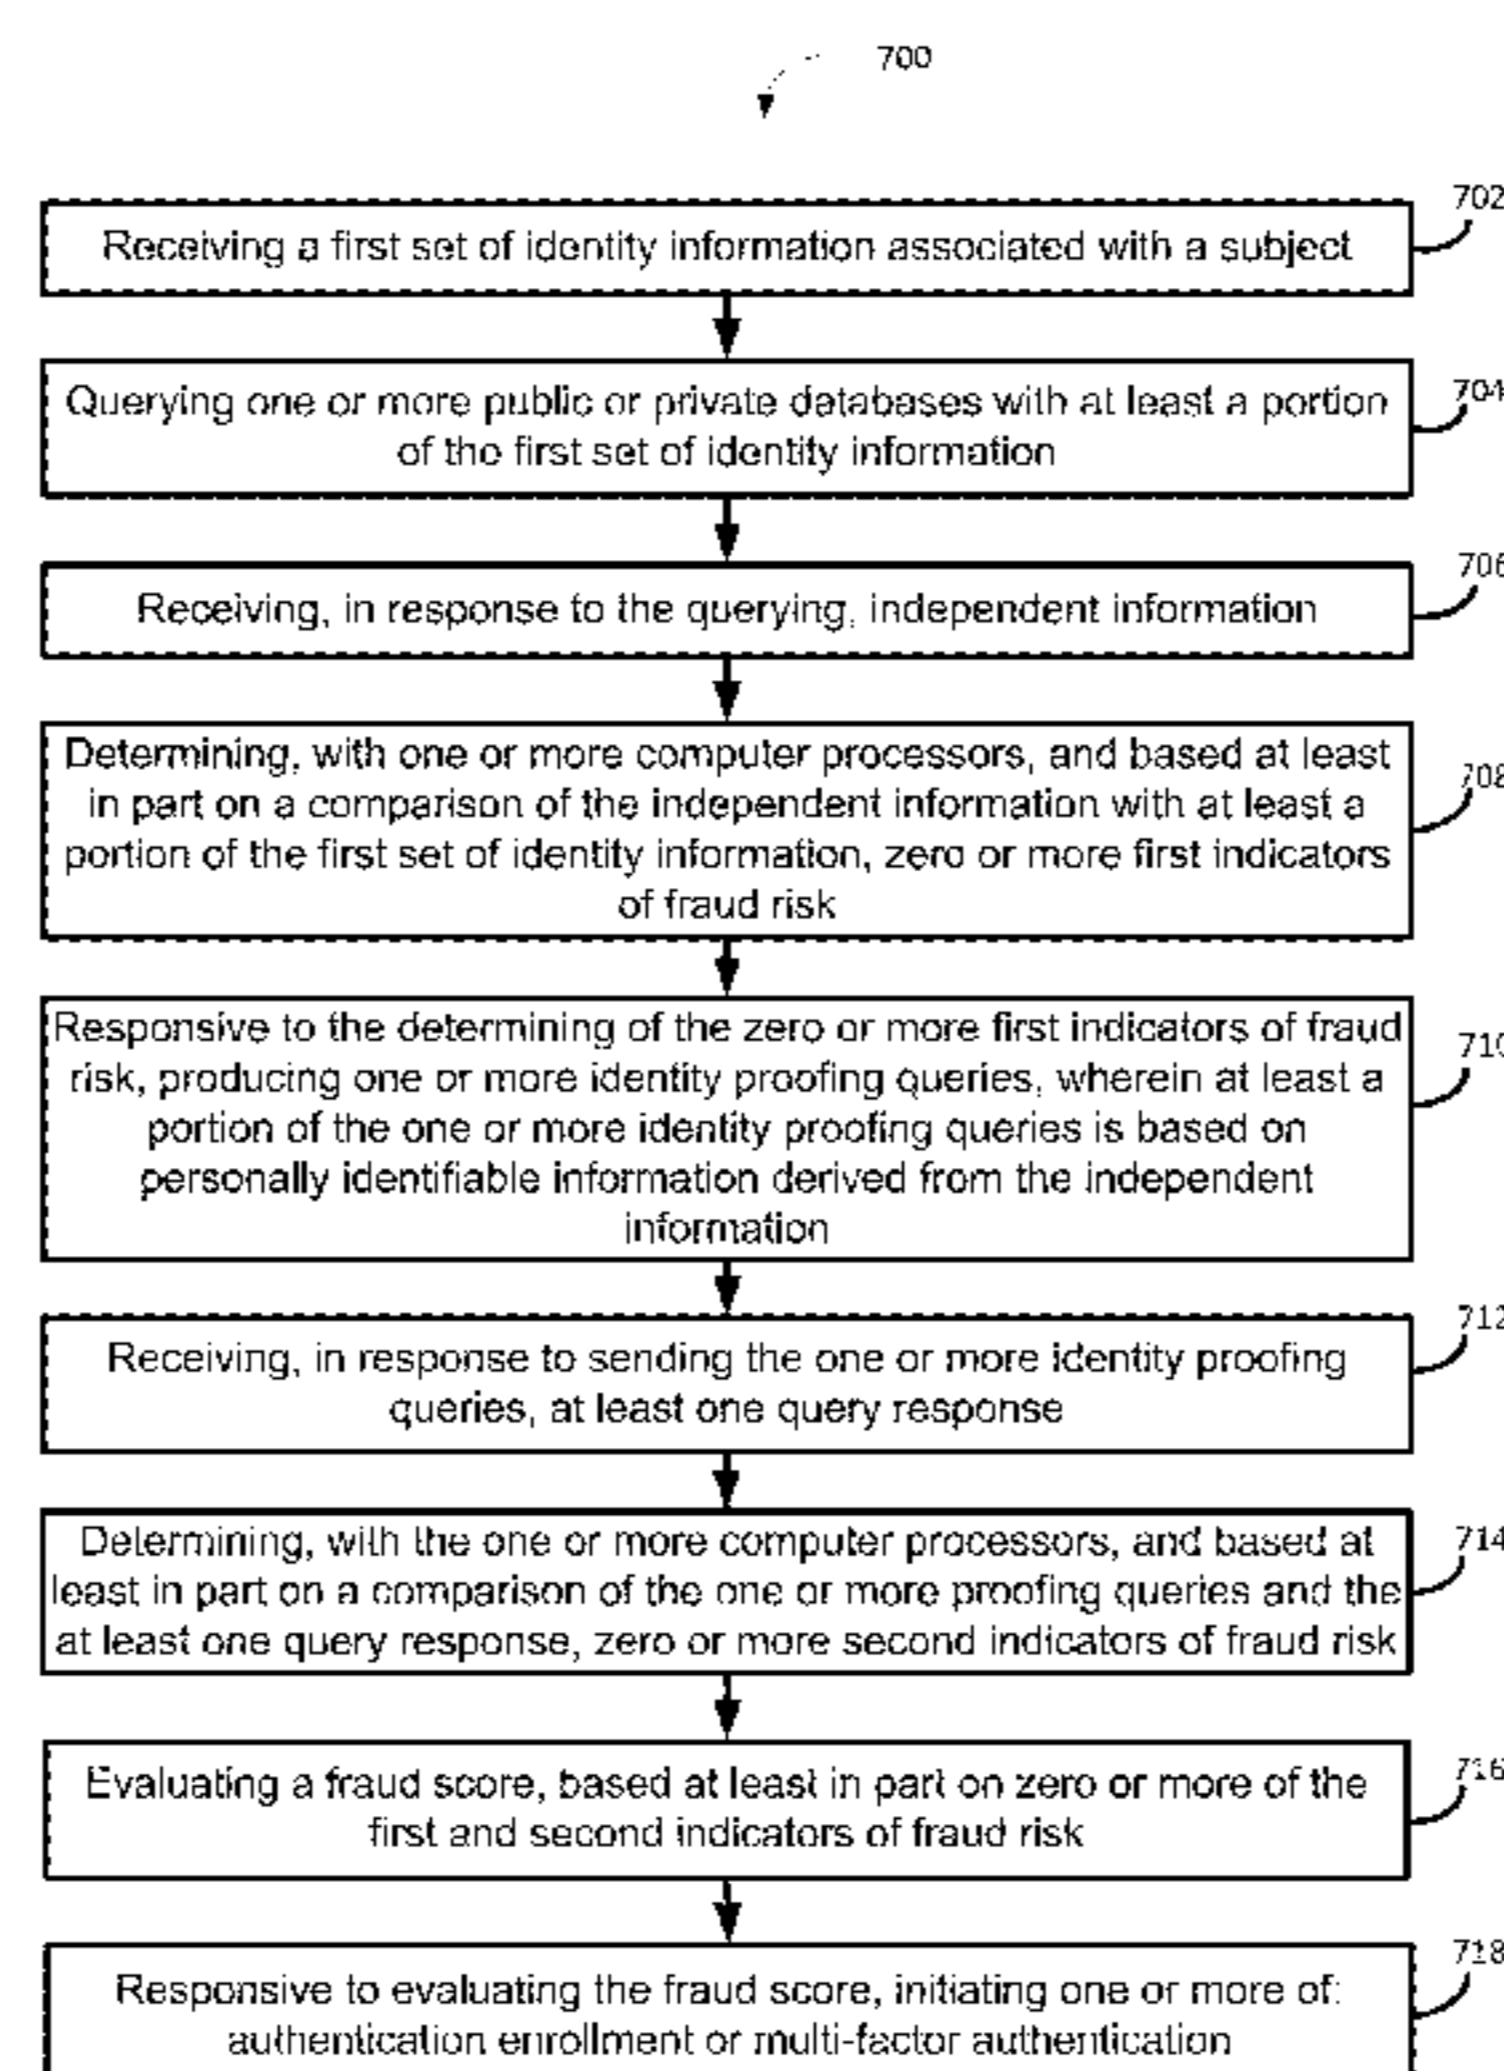 700
702
Receiving a first set of identity information associated with a subject
704
Querying one or more public or private databases with at least a portion
of the first set of identity information
706
Receiving, in response to the querying, independent information
708
Determining, with one or more computer processors, and based at least
in part on a comparison of the independent information with at least a
portion of the first set of identity information, zero or more first indicators
of fraud risk
710
Responsive to the determining of the zero or more first indicators of fraud
risk, producing one or more identity proofing queries, wherein at least a
portion of the one or more identity proofing queries is based on
personally identifiable information derived from the independent
information
712
Receiving, in response to sending the one or more identity proofing
queries, at least one query response
714
Determining, with the one or more computer processors, and based at
least in part on a comparison of the one or more proofing queries and the
at least one query response, zero or more second indicators of fraud risk
716
Evaluating a fraud score, based at least in part on zero or more of the
first and second indicators of fraud risk
718
Responsive to evaluating the fraud score, initiating one or more of:
authentication enrollment or multi-factor authentication